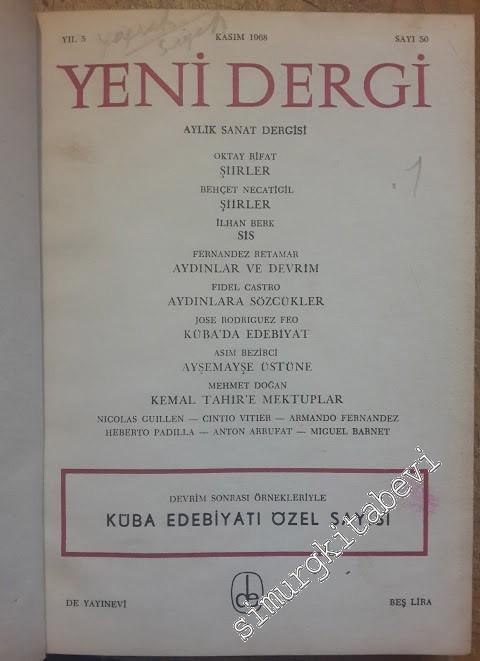 YIL 5 KASIM 1968 SAYI 50
YENİ DERGİ
AYLIK SANAT DERGİSİ
OKTAY RİFAT
ŞİİRLER
BEHÇET NECATİGİL
ŞİİRLER
İLHAN BERK
SİS
FERNANDEZ RETAMAR
AYDINLAR VE DEVRİM
FIDEL CASTRO
AYDINLARA SÖZCÜKLER
JOSE RODRIGUEZ FEO
KÜBA'DA EDEBİYAT
ASIM BEZİRCİ
AYŞEMAYŞE ÜSTÜNE
MEHMET DOĞAN
KEMAL TAHİR'E MEKTUPLAR
NICOLAS GUILLEN — CINTIO VITIER — ARMANDO FERNANDEZ
HEBERTO PADILLA — ANTON ARRUFAT — MIGUEL BARNET
DEVRİM SONRASI ÖRNEKLERİYLE
KÜBA EDEBİYATI ÖZEL SAYISI
de
DE YAYINEVİ BEŞ LİRA
simurgkitabevi.com
.1